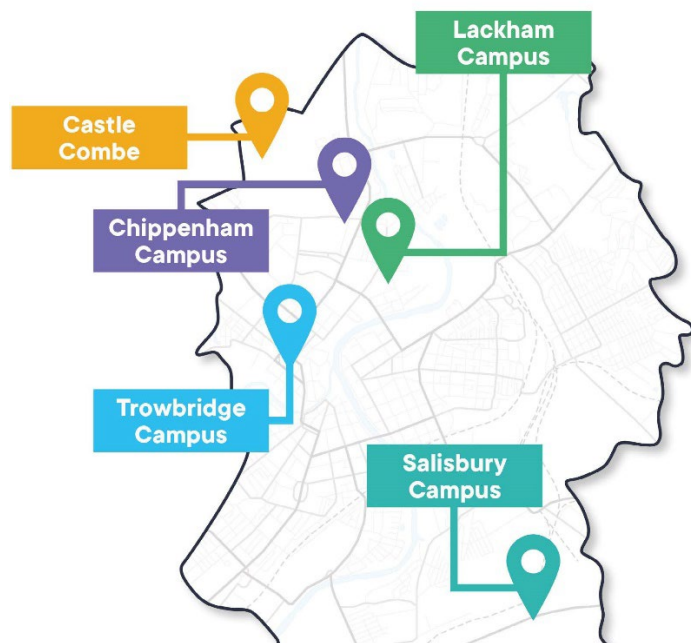 Lackham
Campus
Castle
Combe
Chippenham
Campus
Trowbridge
Campus
Salisbury
Campus